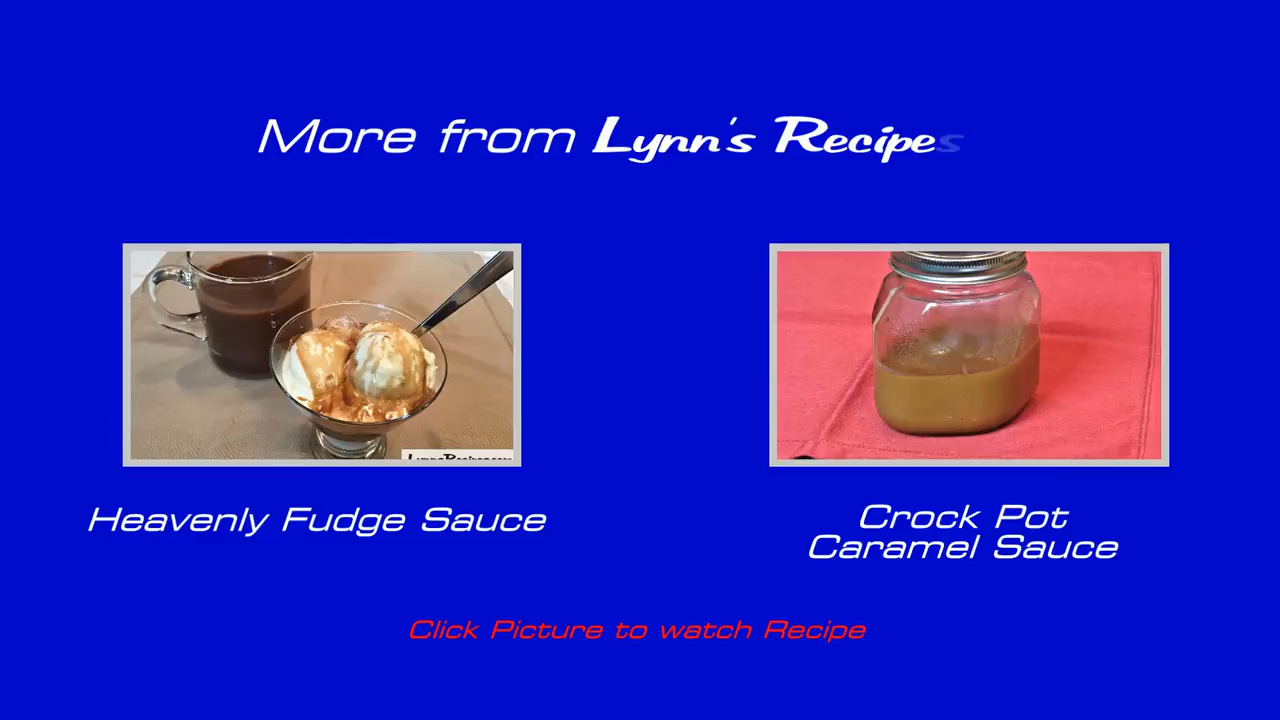 More from Lynn's Recipes
Heavenly Fudge Sauce
Crock Pot
Caramel Sauce
Click Picture to watch Recipe